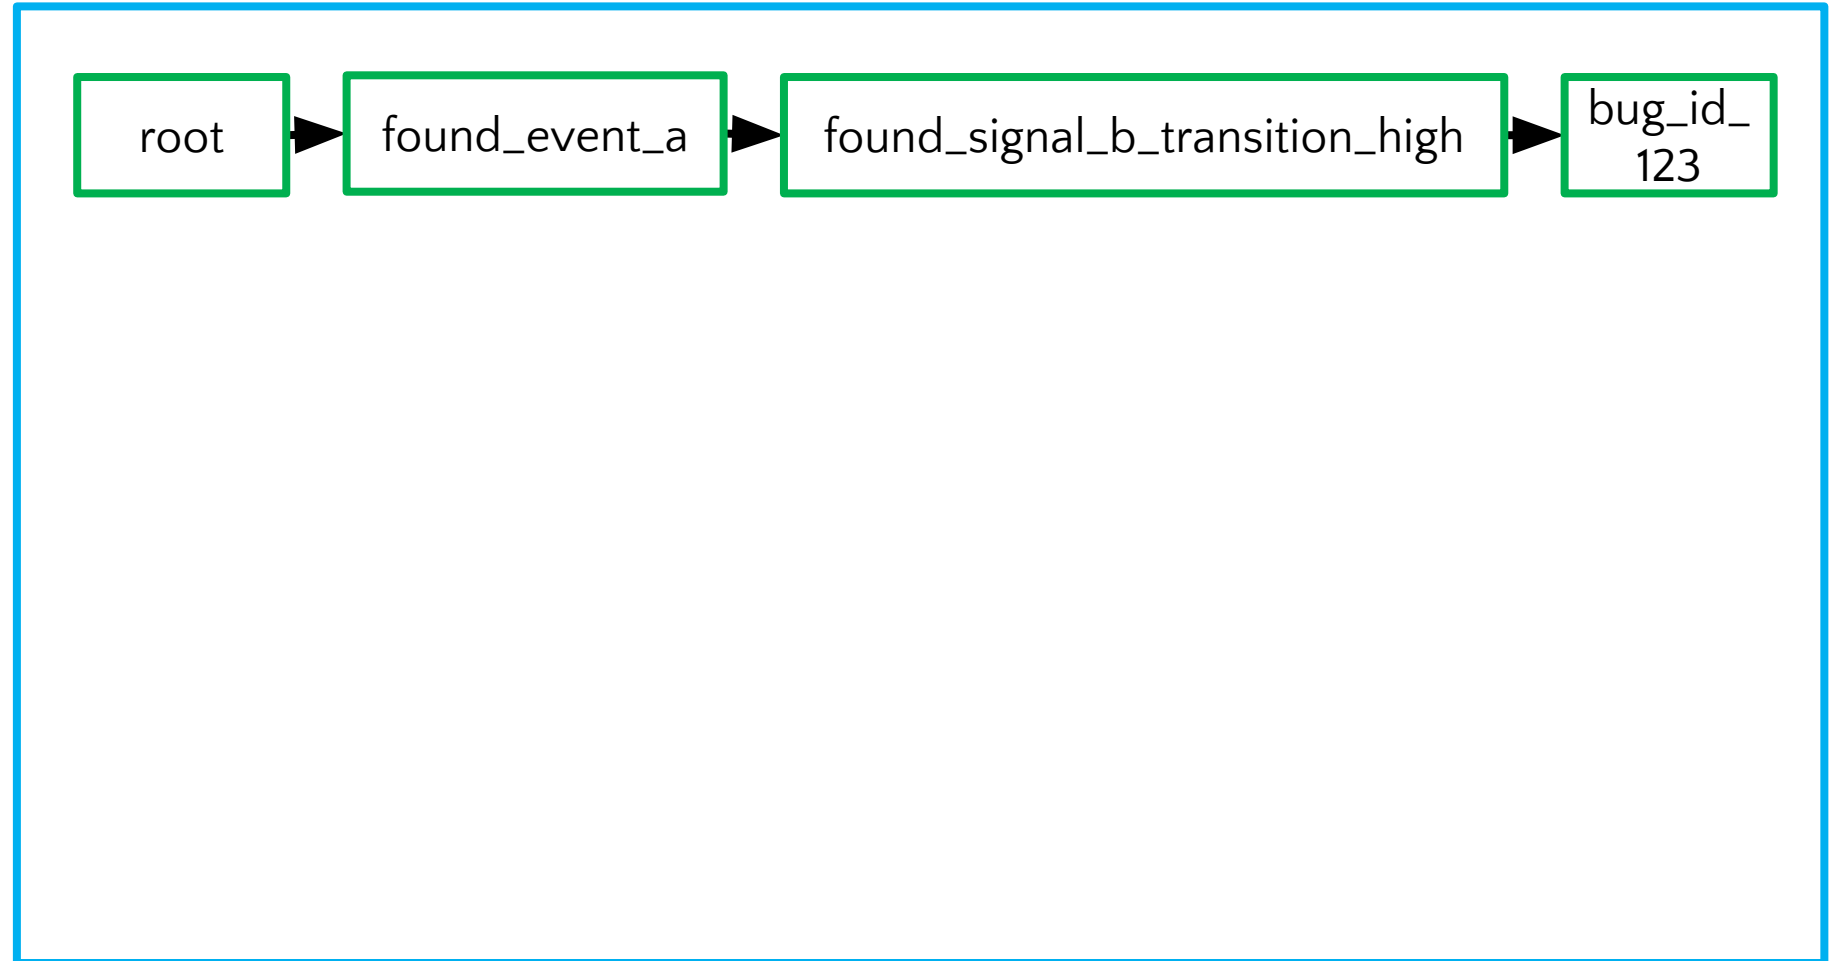 root
found_event_a
found_signal_b_transition_high
bug_id_
123